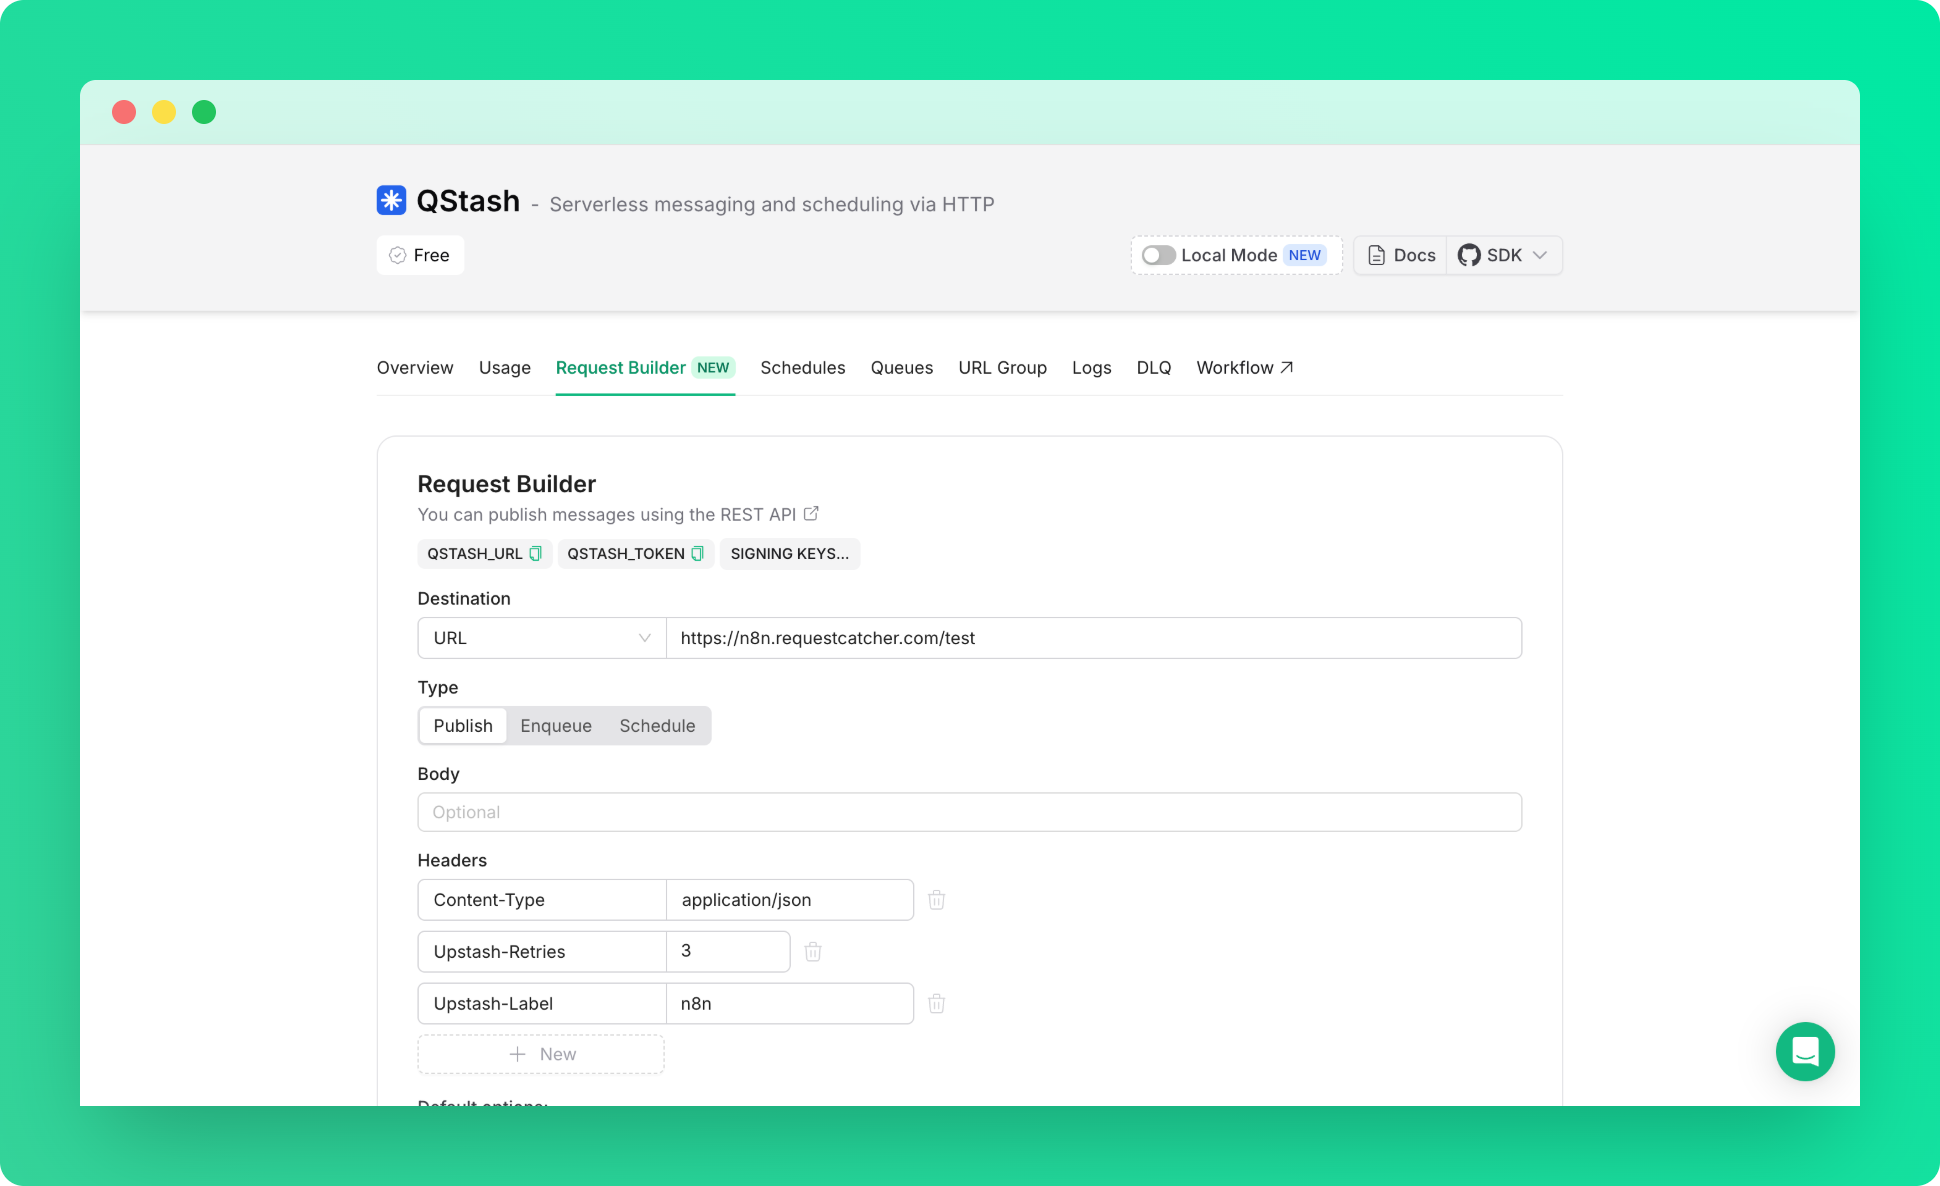 QStash - Serverless messaging and scheduling via HTTP
Free
Local Mode NEW
Docs
SDK
Overview Usage Request Builder NEW Schedules Queues URL Group Logs DLQ Workflow
Request Builder
You can publish messages using the REST API
QSTASH_URL QSTASH_TOKEN SIGNING KEYS...
Destination
URL https://n8n.requestcatcher.com/test
Type
Publish Enqueue Schedule
Body
Optional
Headers
Content-Type application/json
Upstash-Retries 3
Upstash-Label n8n
New
Default options: